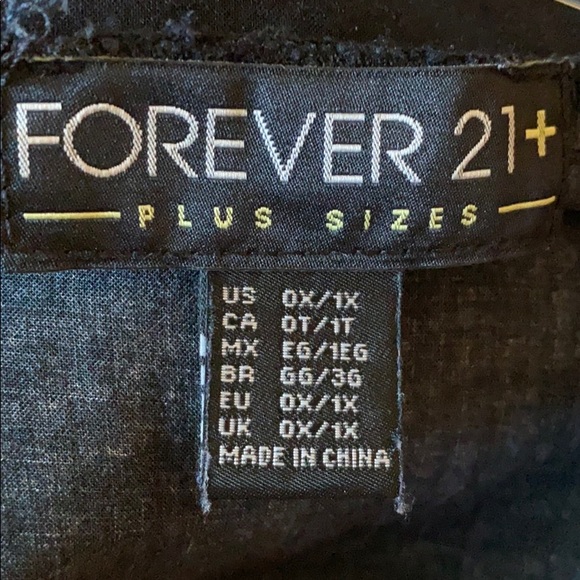 FOREVER 21+
PLUS SIZES
US 0X/1X
CA 0T/1T
MX EG/1EG
BR GG/3G
EU 0X/1X
UK 0X/1X
MADE IN CHINA